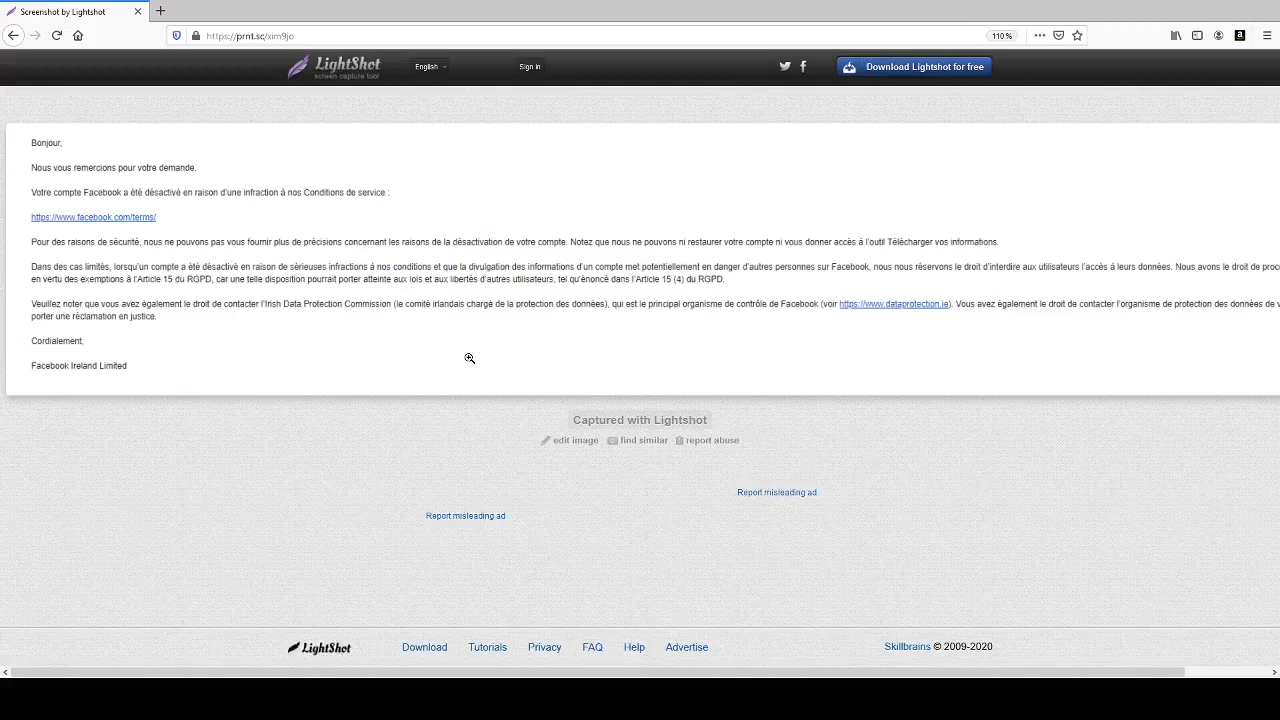 Screenshot by Lightshot
https://prnt.sc/xim9jo
110 %
LightShot
screen capture tool
English
Sign in
Download Lightshot for free
Bonjour,
Nous vous remercions pour votre demande.
Votre compte Facebook a été désactivé en raison d'une infraction à nos Conditions de service :
https://www.facebook.com/terms/
Pour des raisons de sécurité, nous ne pouvons pas vous fournir plus de précisions concernant les raisons de la désactivation de votre compte. Notez que nous ne pouvons ni restaurer votre compte ni vous donner accès à l'outil Télécharger vos informations.
Dans des cas limités, lorsqu'un compte a été désactivé en raison de sérieuses infractions à nos conditions et que la divulgation des informations d'un compte met potentiellement en danger d'autres personnes sur Facebook, nous nous réservons le droit d'interdire aux utilisateurs l'accès à leurs données. Nous avons le droit de
en vertu des exemptions à l'Article 15 du RGPD, car une telle disposition pourrait porter atteinte aux lois et aux libertés d'autres utilisateurs, tel qu'énoncé dans l'Article 15 (4) du RGPD.
Veuillez noter que vous avez également le droit de contacter l'Irish Data Protection Commission (le comité irlandais chargé de la protection des données), qui est le principal organisme de contrôle de Facebook (voir https://www.dataprotection.ie). Vous avez également le droit de contacter l'organisme de protection des données de
porter une réclamation en justice.
Cordialement,
Facebook Ireland Limited
Captured with Lightshot
edit image find similar report abuse
Report misleading ad
Report misleading ad
LightShot
Download Tutorials Privacy FAQ Help Advertise
Skillbrains © 2009-2020